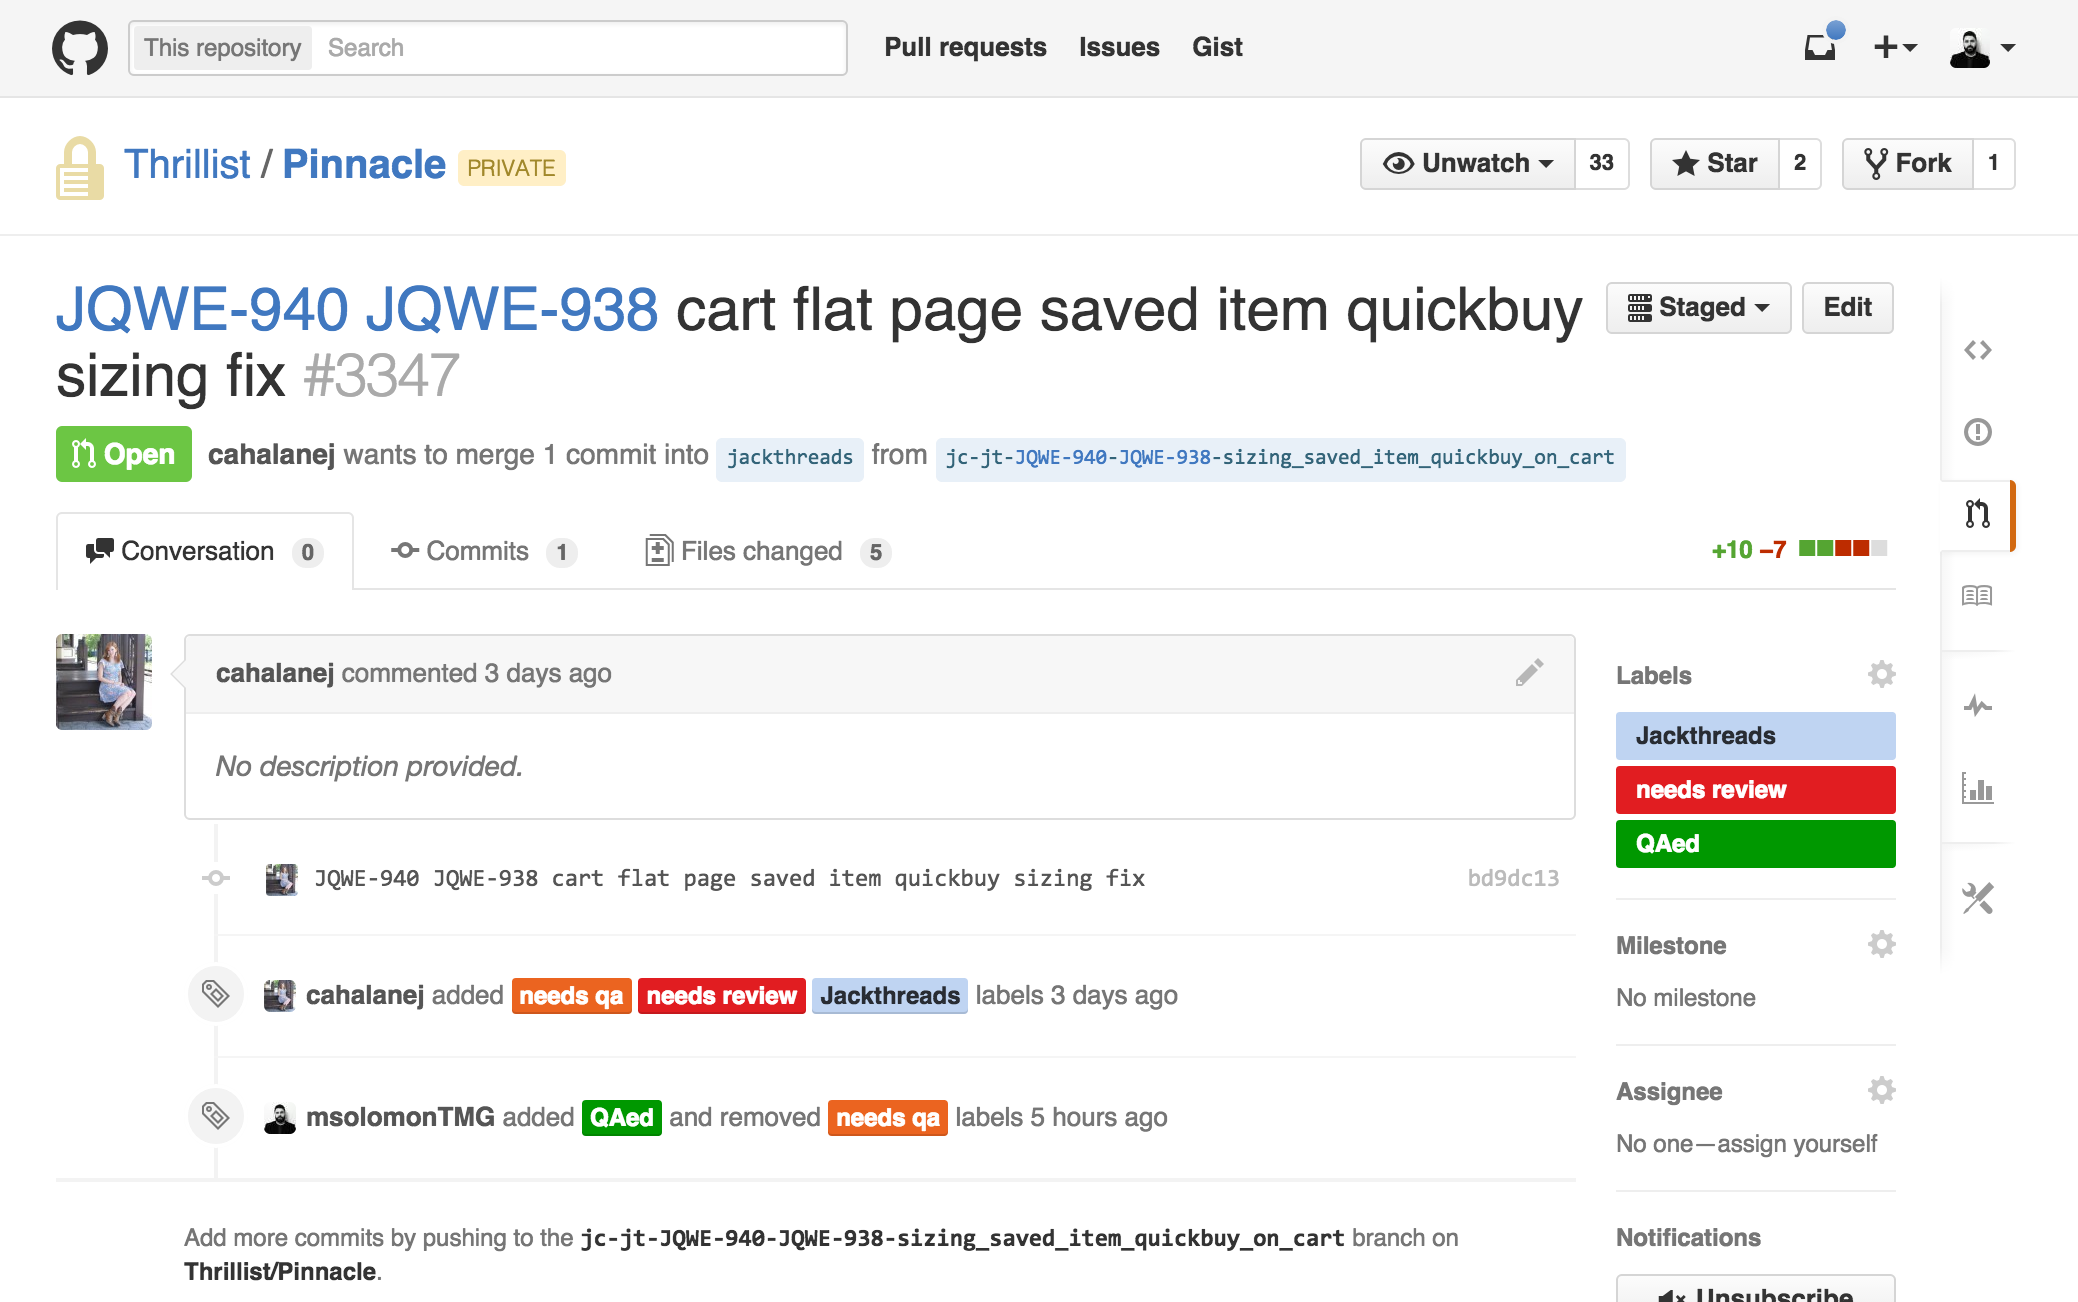 This repository Search Pull requests Issues Gist
Thrillist / Pinnacle PRIVATE Unwatch 33 Star 2 Fork 1
JQWE-940 JQWE-938 cart flat page saved item quickbuy Staged Edit
sizing fix #3347
Open cahalanej wants to merge 1 commit into jackthreads from jc-jt-JQWE-940-JQWE-938-sizing_saved_item_quickbuy_on_cart
Conversation 0 Commits 1 Files changed 5 +10 −7
cahalanej commented 3 days ago
No description provided.
JQWE-940 JQWE-938 cart flat page saved item quickbuy sizing fix bd9dc13
cahalanej added needs qa needs review Jackthreads labels 3 days ago
msolomonTMG added QAed and removed needs qa labels 5 hours ago
Add more commits by pushing to the jc-jt-JQWE-940-JQWE-938-sizing_saved_item_quickbuy_on_cart branch on
Thrillist/Pinnacle.
Labels
Jackthreads
needs review
QAed
Milestone
No milestone
Assignee
No one—assign yourself
Notifications
Unsubscribe